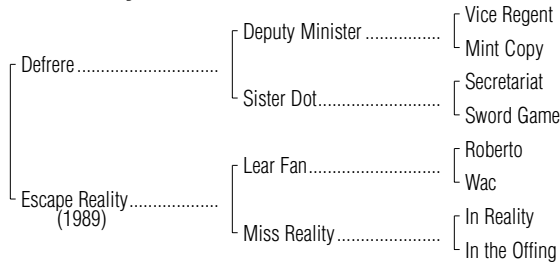 Vice Regent
Deputy Minister ..................
Mint Copy
Defrere..............................
Secretariat
Sister Dot..........................
Sword Game
Roberto
Lear Fan............................
Wac
Escape Reality...................
(1989)
In Reality
Miss Reality ......................
In the Offing